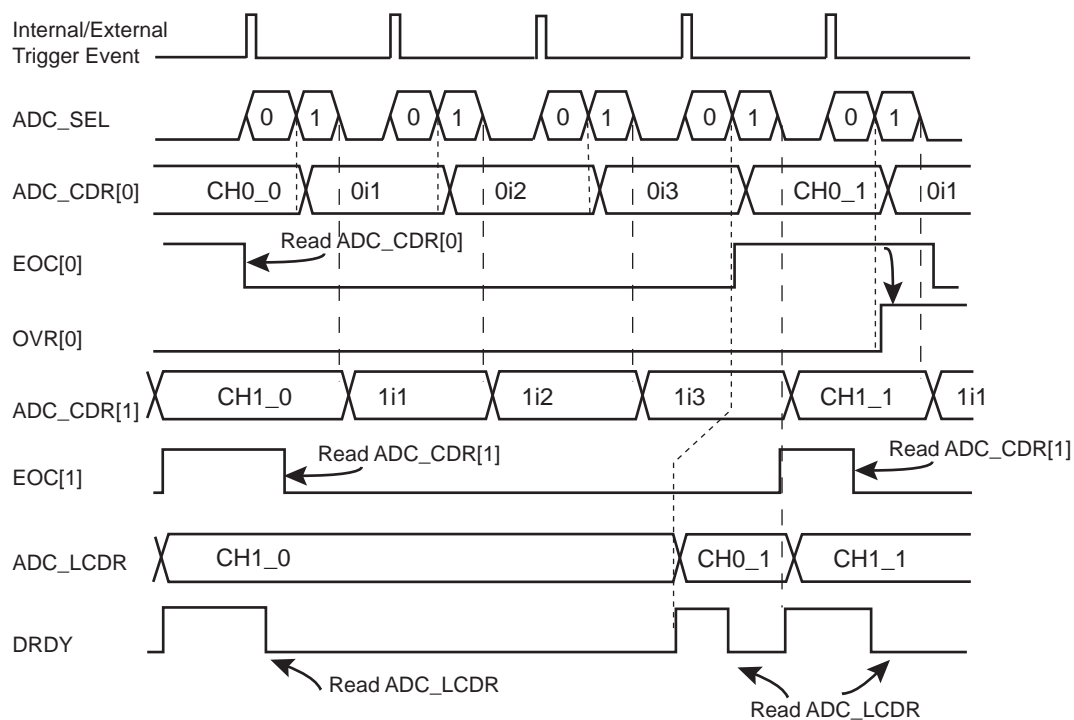 Internal/External
Trigger Event
ADC_SEL
0 1 0 1 0 1 0 1 0 1
ADC_CDR[0]
CH0_0 0i1 0i2 0i3 CH0_1 0i1
Read ADC_CDR[0]
EOC[0]
OVR[0]
ADC_CDR[1]
CH1_0 1i1 1i2 1i3 CH1_1 1i1
Read ADC_CDR[1]
Read ADC_CDR[1]
EOC[1]
ADC_LCDR
CH1_0 CH0_1 CH1_1
DRDY
Read ADC_LCDR
Read ADC_LCDR